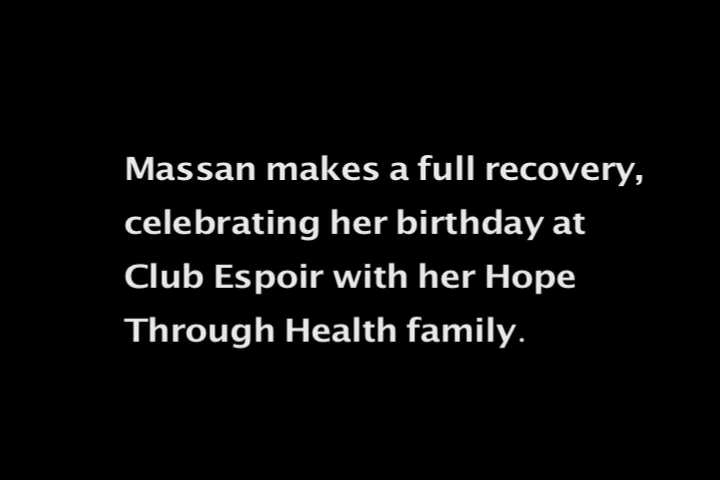 Massan makes a full recovery,
celebrating her birthday at
Club Espoir with her Hope
Through Health family.